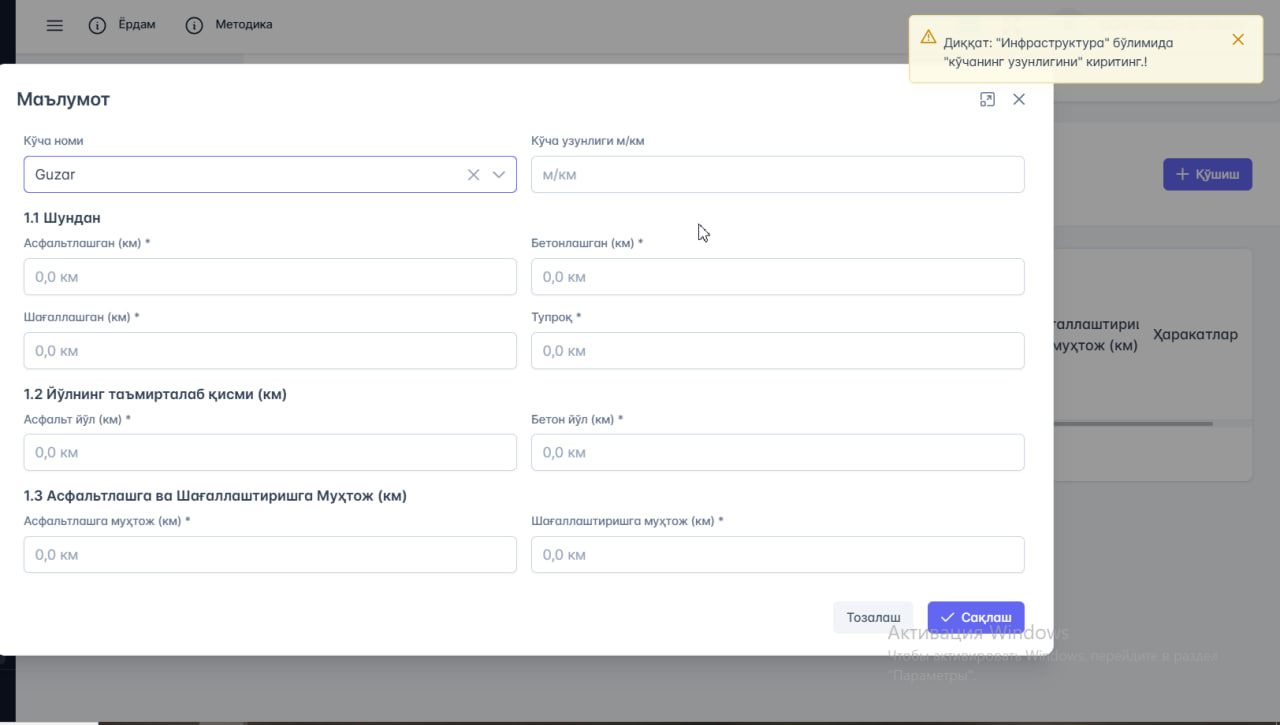 Ёрдам
Методика
Диққат: "Инфраструктура" бўлимида
"кўчанинг узунлигини" киритинг.!
Маълумот
Кўча номи
Кўча узунлиги м/км
Guzar
м/км
Қўшиш
1.1 Шундан
Асфальтлашган (км) *
Бетонлашган (км) *
0,0 км
0,0 км
Шағаллашган (км) *
Тупроқ *
0,0 км
0,0 км
муҳтож (км)
Ҳаракатлар
1.2 Йўлнинг таъмирталаб қисми (км)
Асфальт йўл (км) *
Бетон йўл (км) *
0,0 км
0,0 км
1.3 Асфальтлашга ва Шағаллаштиришга Муҳтож (км)
Асфальтлашга муҳтож (км) *
Шағаллаштиришга муҳтож (км) *
0,0 км
0,0 км
Тозалаш
Сақлаш
Активация Windows
Чтобы активировать Windows, перейдите в раздел
"Параметры".